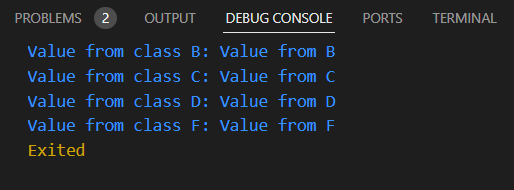 PROBLEMS 2 OUTPUT DEBUG CONSOLE PORTS TERMINAL
Value from class B: Value from B
Value from class C: Value from C
Value from class D: Value from D
Value from class F: Value from F
Exited